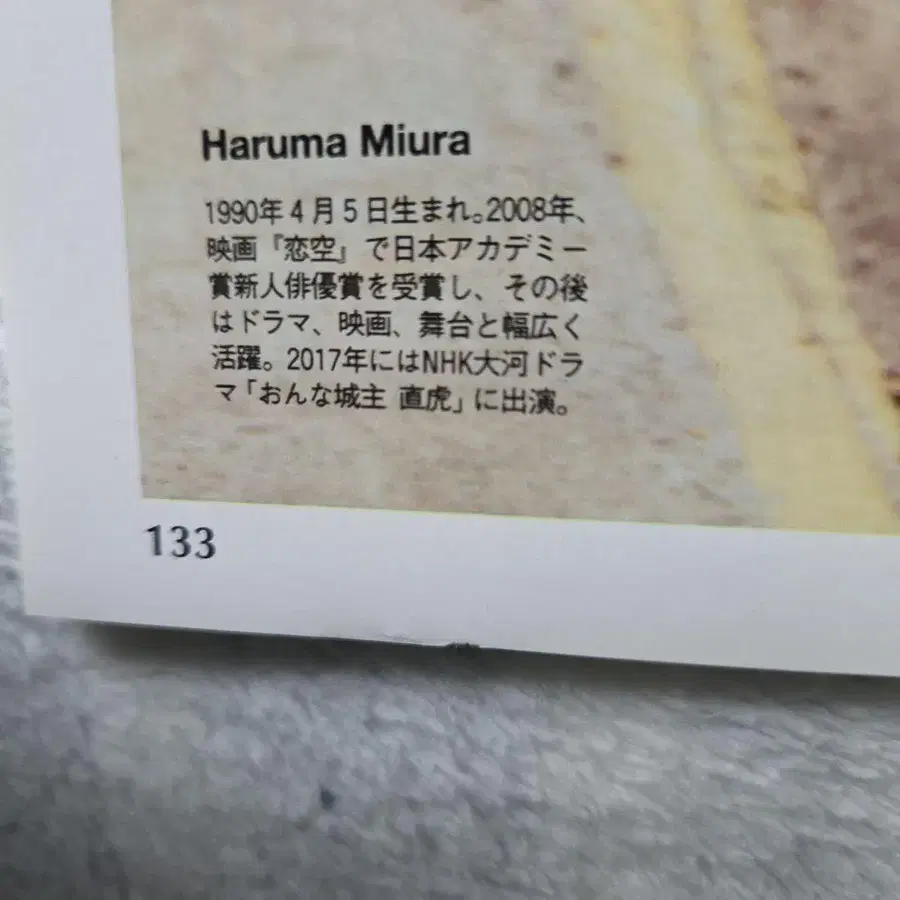 Haruma Miura
1990年4月5日生まれ。2008年、
映画『恋空』で日本アカデミー
賞新人俳優賞を受賞し、その後
はドラマ、映画、舞台と幅広く
活躍。2017年にはNHK大河ドラ
マ「おんな城主 直虎」に出演。
133